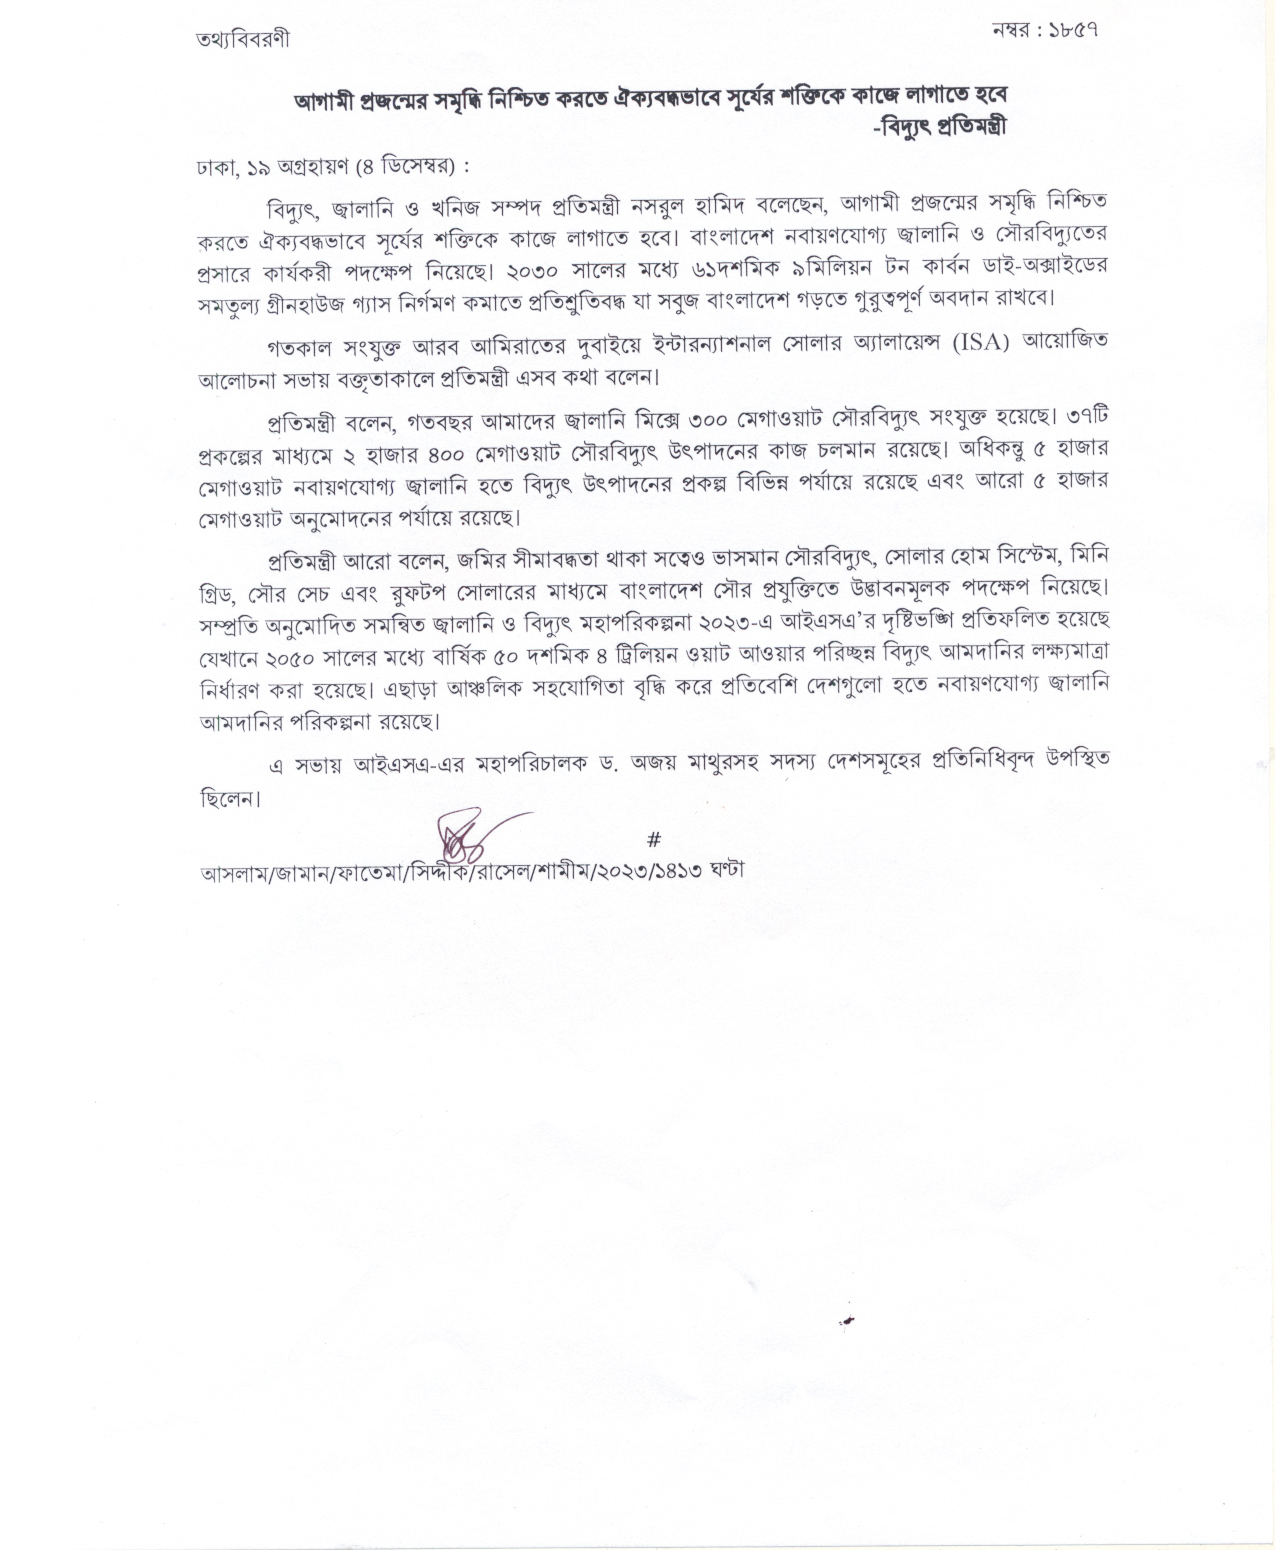 তথ্যবিবরণী
নম্বর : ১৮৫৭
আগামী প্রজন্মের সমৃদ্ধি নিশ্চিত করতে ঐক্যবদ্ধভাবে সূর্যের শক্তিকে কাজে লাগাতে হবে
-বিদ্যুৎ প্রতিমন্ত্রী
ঢাকা, ১৯ অগ্রহায়ণ (৪ ডিসেম্বর) :
বিদ্যুৎ, জ্বালানি ও খনিজ সম্পদ প্রতিমন্ত্রী নসরুল হামিদ বলেছেন, আগামী প্রজন্মের সমৃদ্ধি নিশ্চিত
করতে ঐক্যবদ্ধভাবে সূর্যের শক্তিকে কাজে লাগাতে হবে। বাংলাদেশ নবায়ণযোগ্য জ্বালানি ও সৌরবিদ্যুতের
প্রসারে কার্যকরী পদক্ষেপ নিয়েছে। ২০৩০ সালের মধ্যে ৬১দশমিক ৯মিলিয়ন টন কার্বন ডাই-অক্সাইডের
সমতুল্য গ্রীনহাউজ গ্যাস নির্গমণ কমাতে প্রতিশ্রুতিবদ্ধ যা সবুজ বাংলাদেশ গড়তে গুরুত্বপূর্ণ অবদান রাখবে।
গতকাল সংযুক্ত আরব আমিরাতের দুবাইয়ে ইন্টারন্যাশনাল সোলার অ্যালায়েন্স (ISA) আয়োজিত
আলোচনা সভায় বক্তৃতাকালে প্রতিমন্ত্রী এসব কথা বলেন।
প্রতিমন্ত্রী বলেন, গতবছর আমাদের জ্বালানি মিক্সে ৩০০ মেগাওয়াট সৌরবিদ্যুৎ সংযুক্ত হয়েছে। ৩৭টি
প্রকল্পের মাধ্যমে ২ হাজার ৪০০ মেগাওয়াট সৌরবিদ্যুৎ উৎপাদনের কাজ চলমান রয়েছে। অধিকন্তু ৫ হাজার
মেগাওয়াট নবায়ণযোগ্য জ্বালানি হতে বিদ্যুৎ উৎপাদনের প্রকল্প বিভিন্ন পর্যায়ে রয়েছে এবং আরো ৫ হাজার
মেগাওয়াট অনুমোদনের পর্যায়ে রয়েছে।
প্রতিমন্ত্রী আরো বলেন, জমির সীমাবদ্ধতা থাকা সত্বেও ভাসমান সৌরবিদ্যুৎ, সোলার হোম সিস্টেম, মিনি
গ্রিড, সৌর সেচ এবং রুফটপ সোলারের মাধ্যমে বাংলাদেশ সৌর প্রযুক্তিতে উদ্ভাবনমূলক পদক্ষেপ নিয়েছে।
সম্প্রতি অনুমোদিত সমন্বিত জ্বালানি ও বিদ্যুৎ মহাপরিকল্পনা ২০২৩-এ আইএসএ’র দৃষ্টিভঙ্গি প্রতিফলিত হয়েছে
যেখানে ২০৫০ সালের মধ্যে বার্ষিক ৫০ দশমিক ৪ ট্রিলিয়ন ওয়াট আওয়ার পরিচ্ছন্ন বিদ্যুৎ আমদানির লক্ষ্যমাত্রা
নির্ধারণ করা হয়েছে। এছাড়া আঞ্চলিক সহযোগিতা বৃদ্ধি করে প্রতিবেশি দেশগুলো হতে নবায়ণযোগ্য জ্বালানি
আমদানির পরিকল্পনা রয়েছে।
এ সভায় আইএসএ-এর মহাপরিচালক ড. অজয় মাথুরসহ সদস্য দেশসমূহের প্রতিনিধিবৃন্দ উপস্থিত
ছিলেন।
#
আসলাম/জামান/ফাতেমা/সিদ্দীক/রাসেল/শামীম/২০২৩/১৪১৩ ঘণ্টা